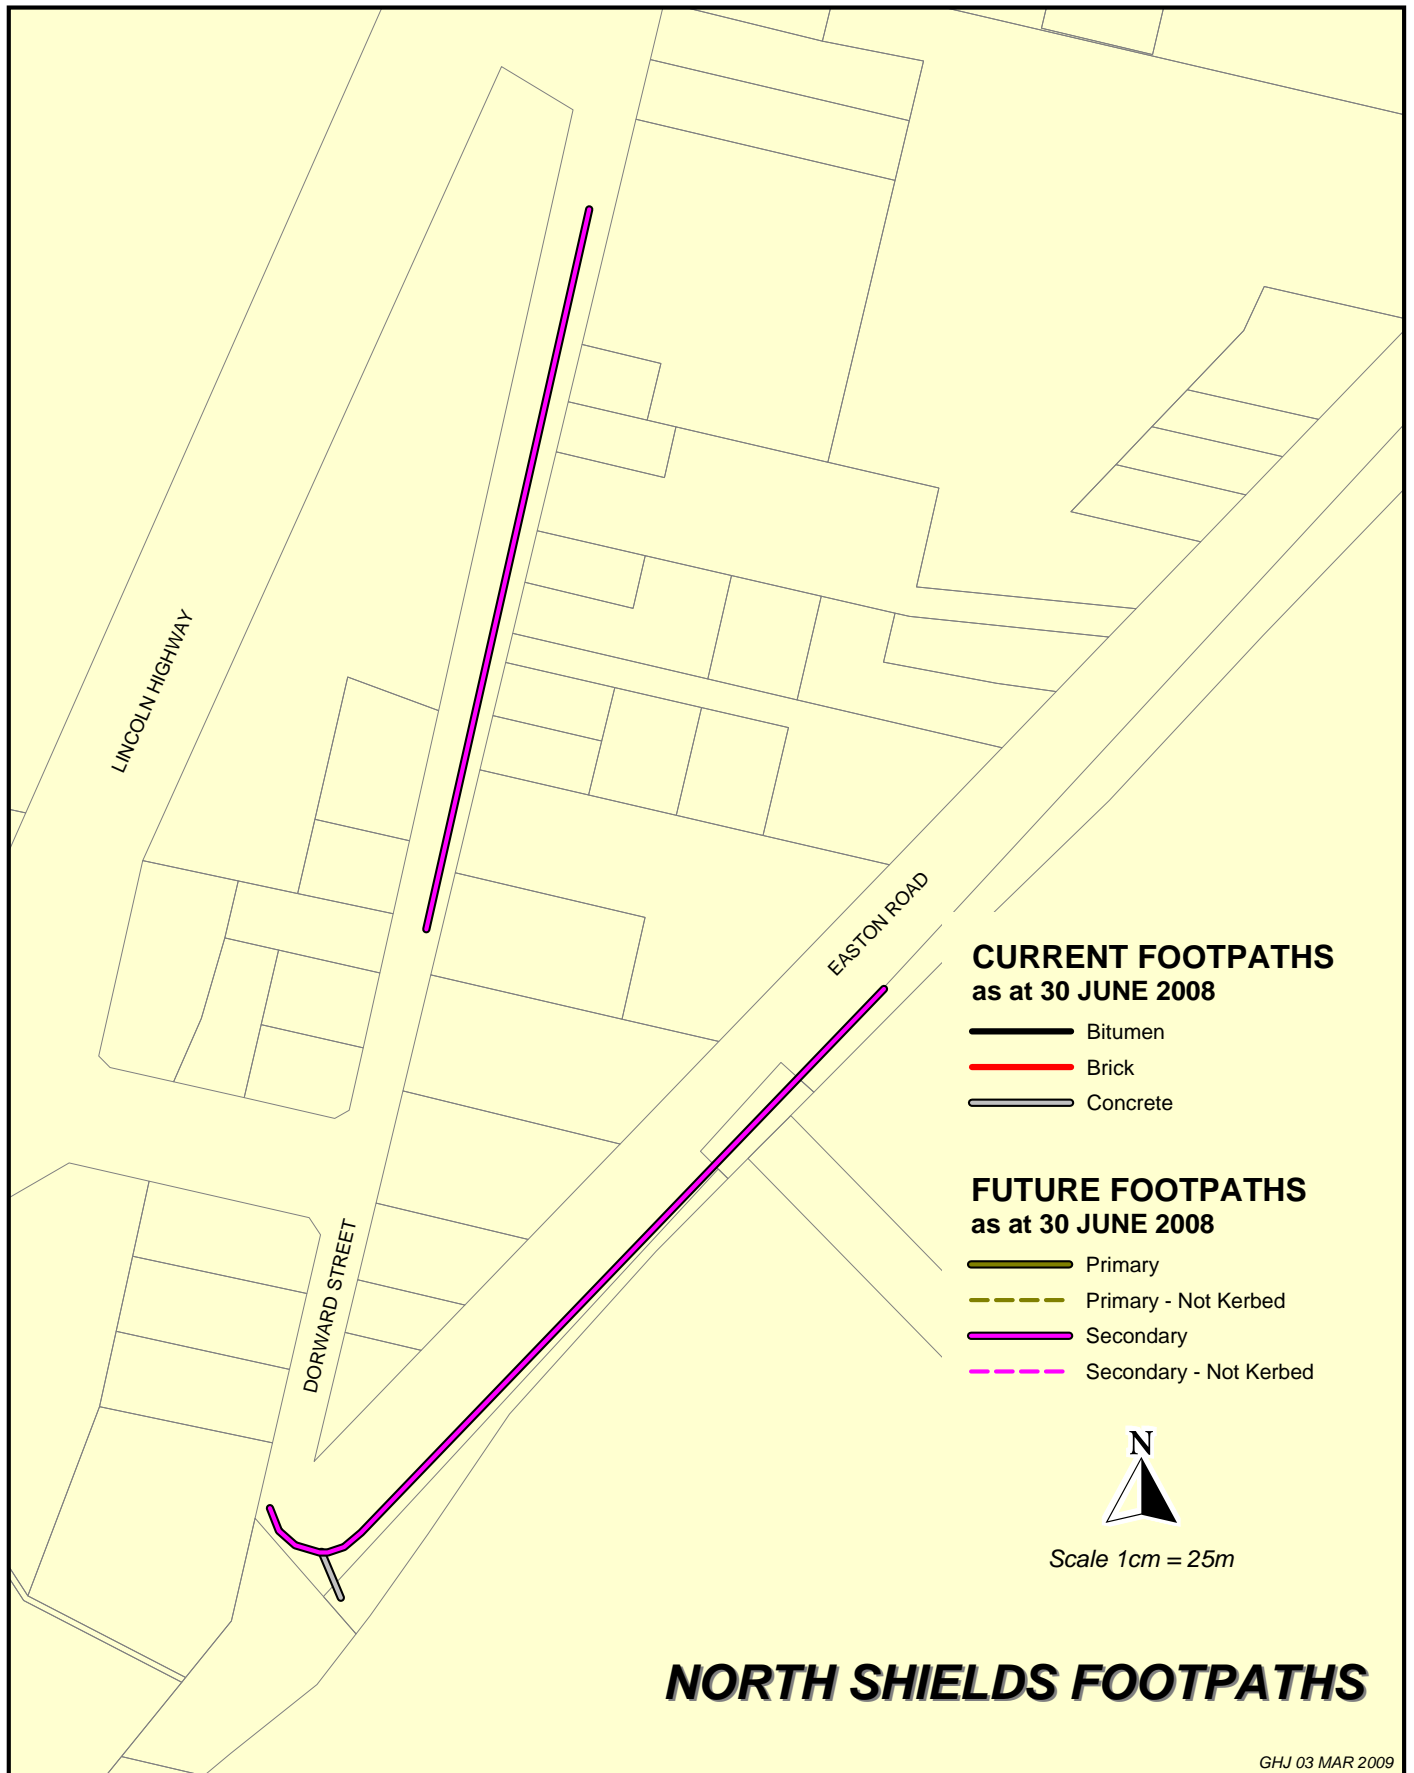 LINCOLN HIGHWAY
EASTON ROAD
DORWARD STREET
CURRENT FOOTPATHS
as at 30 JUNE 2008
Bitumen
Brick
Concrete
FUTURE FOOTPATHS
as at 30 JUNE 2008
Primary
Primary - Not Kerbed
Secondary
Secondary - Not Kerbed
N
Scale 1cm = 25m
NORTH SHIELDS FOOTPATHS
GHJ 03 MAR 2009